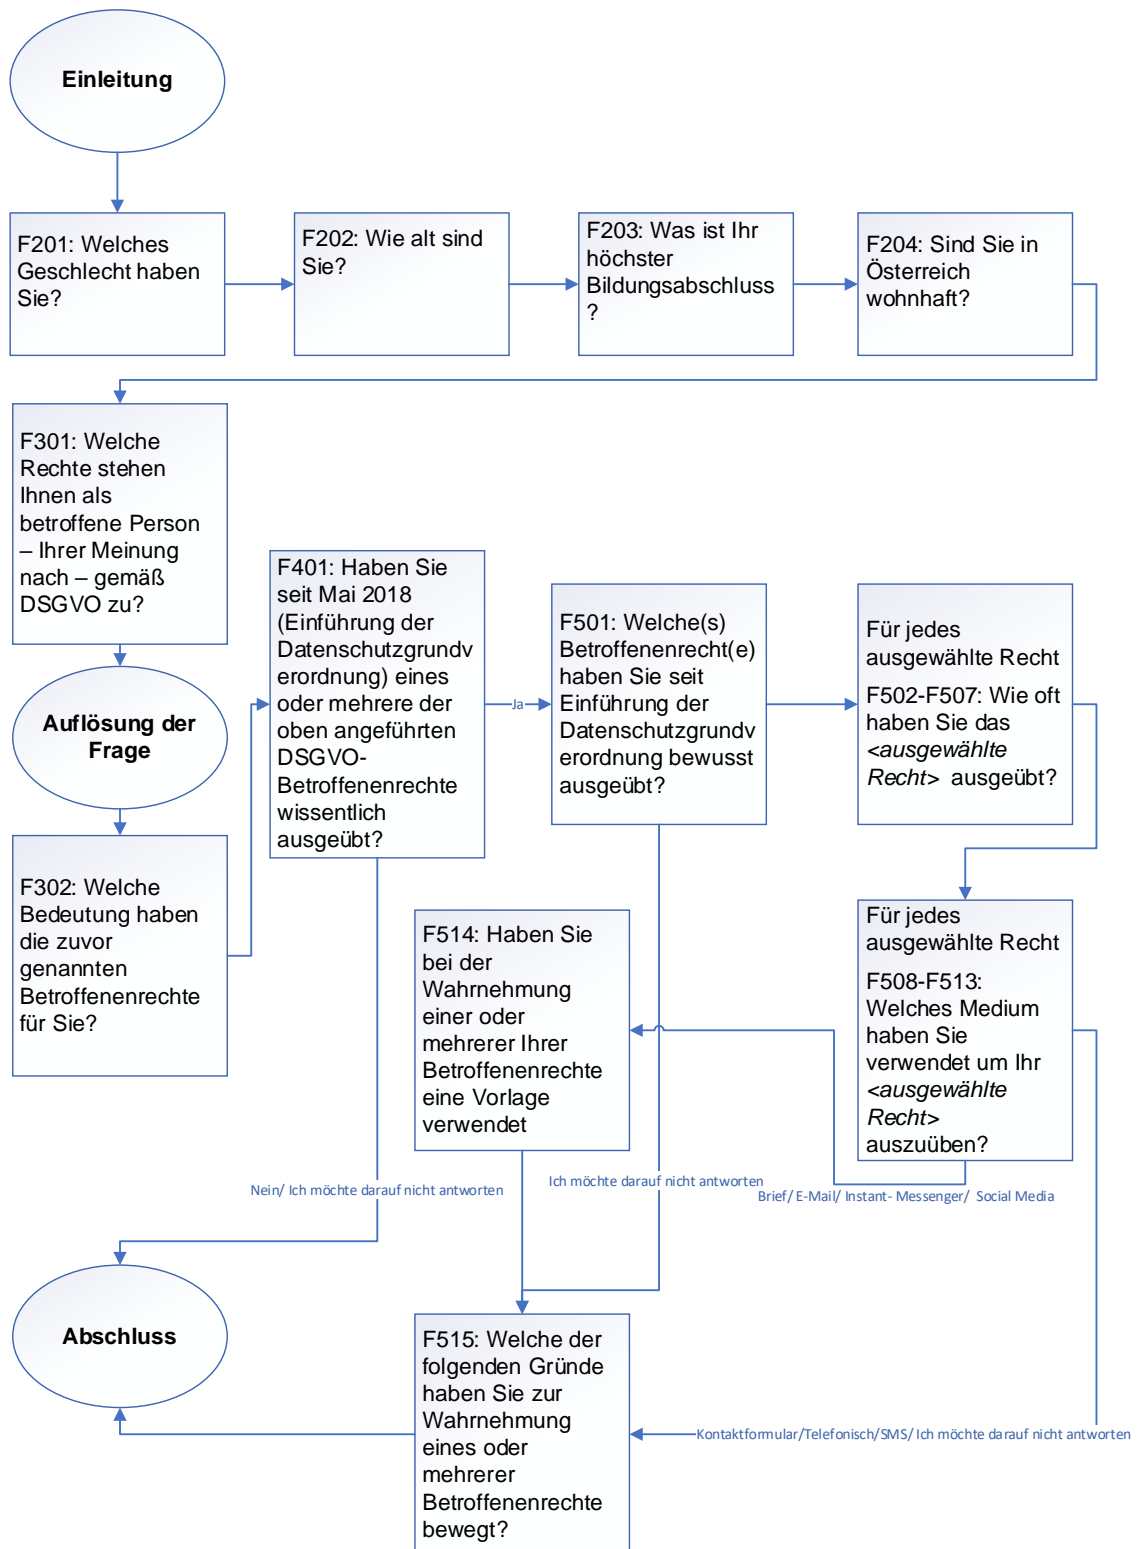 Einleitung
F201: Welches
Geschlecht haben
Sie?
F202: Wie alt sind
Sie?
F203: Was ist Ihr
höchster
Bildungsabschluss
?
F204: Sind Sie in
Österreich
wohnhaft?
F301: Welche
Rechte stehen
Ihnen als
betroffene Person
– Ihrer Meinung
nach – gemäß
DSGVO zu?
Auflösung der
Frage
F302: Welche
Bedeutung haben
die zuvor
genannten
Betroffenenrechte
für Sie?
F401: Haben Sie
seit Mai 2018
(Einführung der
Datenschutzgrundv
erordnung) eines
oder mehrere der
oben angeführten
DSGVO-
Betroffenenrechte
wissentlich
ausgeübt?
Ja
F501: Welche(s)
Betroffenenrecht(e)
haben Sie seit
Einführung der
Datenschutzgrundv
erordnung bewusst
ausgeübt?
Für jedes
ausgewählte Recht
F502-F507: Wie oft
haben Sie das
<ausgewählte
Recht> ausgeübt?
Für jedes
ausgewählte Recht
F508-F513:
Welches Medium
haben Sie
verwendet um Ihr
<ausgewählte
Recht>
auszuüben?
F514: Haben Sie
bei der
Wahrnehmung
einer oder
mehrerer Ihrer
Betroffenenrechte
eine Vorlage
verwendet
Nein/ Ich möchte darauf nicht antworten
Ich möchte darauf nicht antworten
Brief/ E-Mail/ Instant- Messenger/ Social Media
Abschluss
F515: Welche der
folgenden Gründe
haben Sie zur
Wahrnehmung
eines oder
mehrerer
Betroffenenrechte
bewegt?
Kontaktformular/Telefonisch/SMS/ Ich möchte darauf nicht antworten